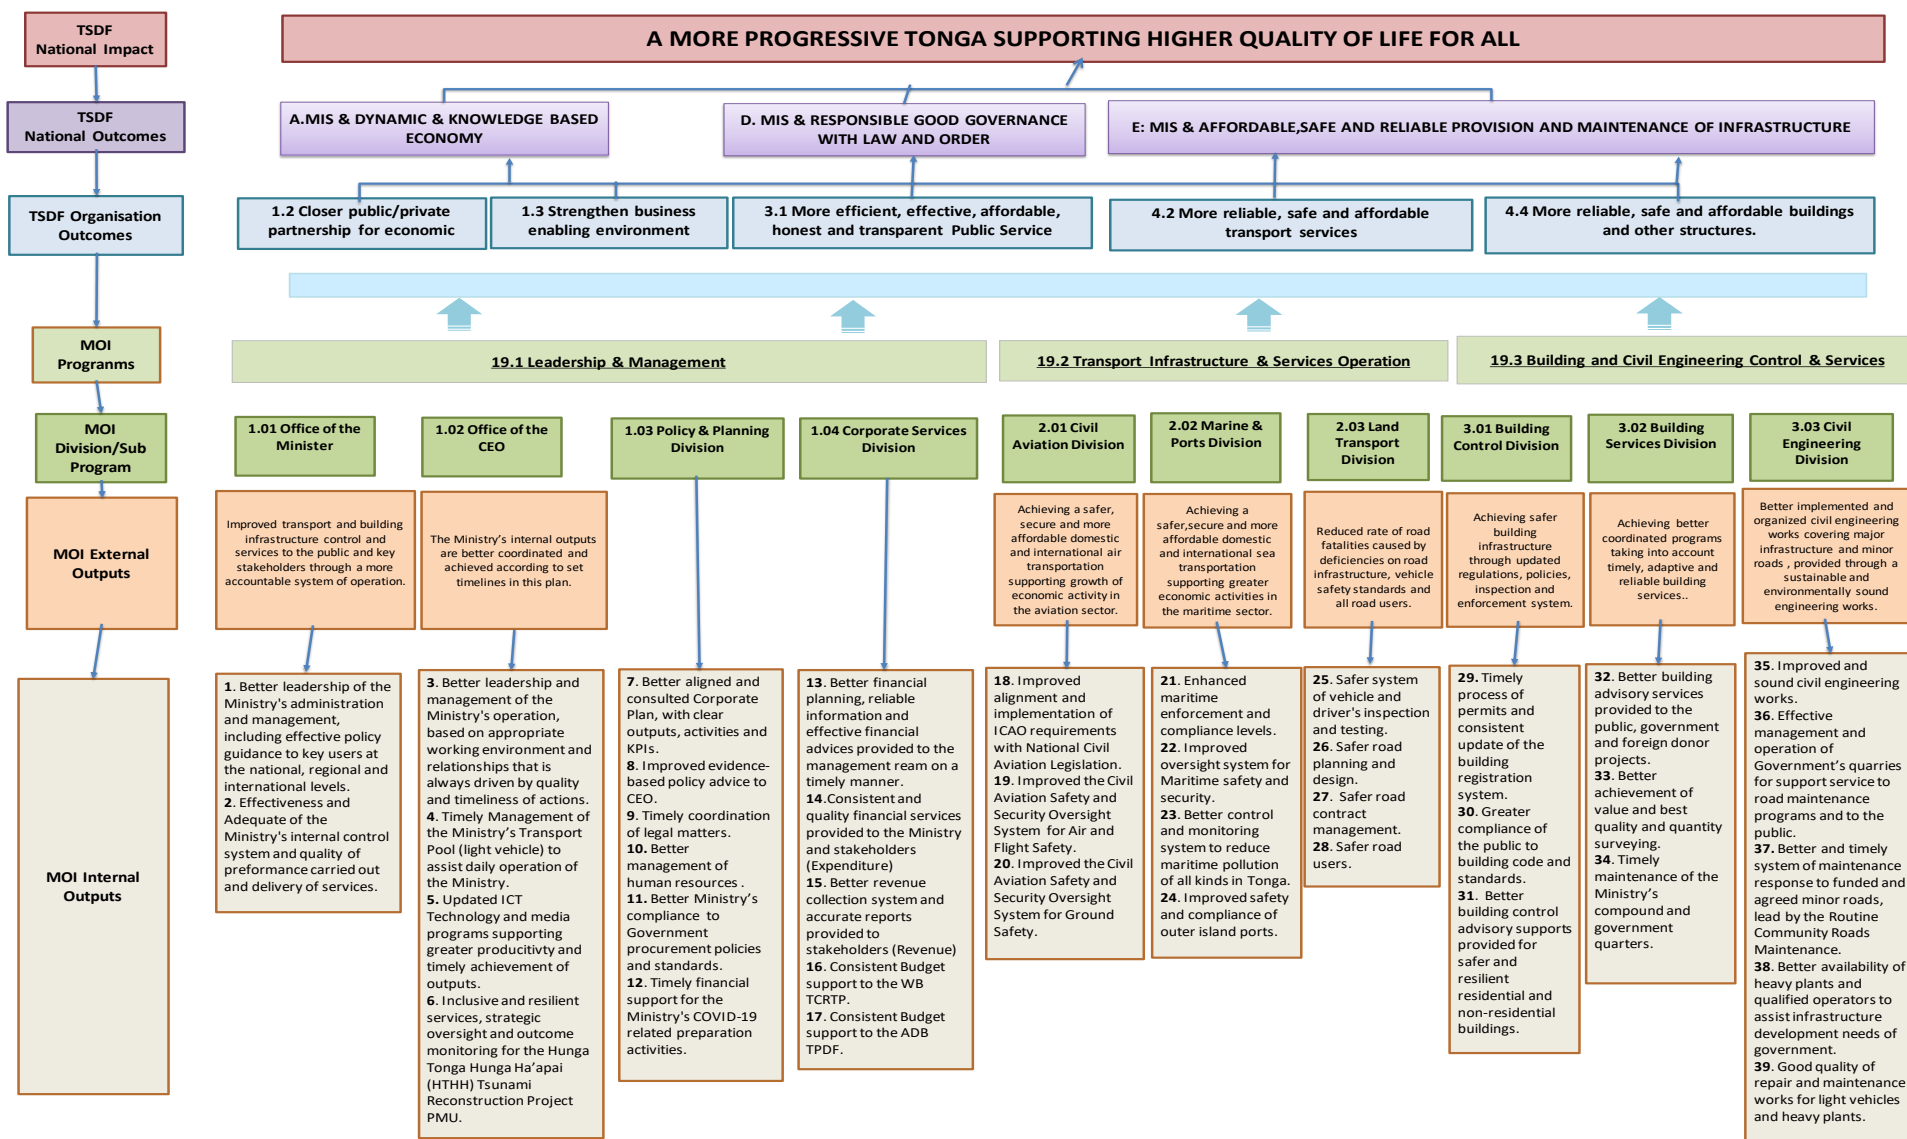 TSDF
National Impact
A MORE PROGRESSIVE TONGA SUPPORTING HIGHER QUALITY OF LIFE FOR ALL
TSDF
National Outcomes
A.MIS & DYNAMIC & KNOWLEDGE BASED
ECONOMY
D. MIS & RESPONSIBLE GOOD GOVERNANCE
WITH LAW AND ORDER
E: MIS & AFFORDABLE,SAFE AND RELIABLE PROVISION AND MAINTENANCE OF INFRASTRUCTURE
TSDF Organisation
Outcomes
1.2 Closer public/private
partnership for economic
1.3 Strengthen business
enabling environment
3.1 More efficient, effective, affordable,
honest and transparent Public Service
4.2 More reliable, safe and affordable
transport services
4.4 More reliable, safe and affordable buildings
and other structures.
MOI
Programms
19.1 Leadership & Management
19.2 Transport Infrastructure & Services Operation
19.3 Building and Civil Engineering Control & Services
MOI
Division/Sub
Program
1.01 Office of the
Minister
1.02 Office of the
CEO
1.03 Policy & Planning
Division
1.04 Corporate Services
Division
2.01 Civil
Aviation Division
2.02 Marine &
Ports Division
2.03 Land
Transport
Division
3.01 Building
Control Division
3.02 Building
Services Division
3.03 Civil
Engineering
Division
MOI External
Outputs
Improved transport and building
infrastructure control and
services to the public and key
stakeholders through a more
accountable system of operation.
The Ministry's internal outputs
are better coordinated and
achieved according to set
timelines in this plan.
Achieving a safer,
secure and more
affordable domestic
and international air
transportation
supporting growth of
economic activity in
the aviation sector.
Achieving a
safer,secure and more
affordable domestic
and international sea
transportation
supporting greater
economic activities in
the maritime sector.
Reduced rate of road
fatalities caused by
deficiencies on road
infrastructure, vehicle
safety standards and
all road users.
Achieving safer
building
infrastructure
through updated
regulations, policies,
inspection and
enforcement system.
Achieving better
coordinated programs
taking into account
timely, adaptive and
reliable building
services..
Better implemented and
organized civil engineering
works covering major
infrastructure and minor
roads , provided through a
sustainable and
environmentally sound
engineering works.
MOI Internal
Outputs
1. Better leadership of the
Ministry's administration
and management,
including effective policy
guidance to key users at
the national, regional and
international levels.
2. Effectiveness and
Adequate of the
Ministry's internal control
system and quality of
preformance carried out
and delivery of services.
3. Better leadership and
management of the
Ministry's operation,
based on appropriate
working environment and
relationships that is
always driven by quality
and timeliness of actions.
4. Timely Management of
the Ministry's Transport
Pool (light vehicle) to
assist daily operation of
the Ministry.
5. Updated ICT
Technology and media
programs supporting
greater producitivty and
timely achievement of
outputs.
6. Inclusive and resilient
services, strategic
oversight and outcome
monitoring for the Hunga
Tonga Hunga Ha'apai
(HTHH) Tsunami
Reconstruction Project
PMU.
7. Better aligned and
consulted Corporate
Plan, with clear
outputs, activities and
KPIs.
8. Improved evidence-
based policy advice to
CEO.
9. Timely coordination
of legal matters.
10. Better
management of
human resources .
11. Better Ministry's
compliance to
Government
procurement policies
and standards.
12. Timely financial
support for the
Ministry's COVID-19
related preparation
activities.
13. Better financial
planning, reliable
information and
effective financial
advices provided to the
management ream on a
timely manner.
14.Consistent and
quality financial services
provided to the Ministry
and stakeholders
(Expenditure)
15. Better revenue
collection system and
accurate reports
provided to
stakeholders (Revenue)
16. Consistent Budget
support to the WB
TCRTP.
17. Consistent Budget
support to the ADB
TPDF.
18. Improved
alignment and
implementation of
ICAO requirements
with National Civil
Aviation Legislation.
19. Improved the Civil
Aviation Safety and
Security Oversight
System for Air and
Flight Safety.
20. Improved the Civil
Aviation Safety and
Security Oversight
System for Ground
Safety.
21. Enhanced
maritime
enforcement and
compliance levels.
22. Improved
oversight system for
Maritime safety and
security.
23. Better control
and monitoring
system to reduce
maritime pollution
of all kinds in Tonga.
24. Improved safety
and compliance of
outer island ports.
25. Safer system
of vehicle and
driver's inspection
and testing.
26. Safer road
planning and
design.
27. Safer road
contract
management.
28. Safer road
users.
29. Timely
process of
permits and
consistent
update of the
building
registration
system.
30. Greater
compliance of
the public to
building code and
standards.
31. Better
building control
advisory supports
provided for
safer and
resilient
residential and
non-residential
buildings.
32. Better building
advisory services
provided to the
public, government
and foreign donor
projects.
33. Better
achievement of
value and best
quality and quantity
surveying.
34. Timely
maintenance of the
Ministry's
compound and
government
quarters.
35. Improved and
sound civil engineering
works.
36. Effective
management and
operation of
Government's quarries
for support service to
road maintenance
programs and to the
public.
37. Better and timely
system of maintenance
response to funded and
agreed minor roads,
lead by the Routine
Community Roads
Maintenance.
38. Better availability of
heavy plants and
qualified operators to
assist infrastructure
development needs of
government.
39. Good quality of
repair and maintenance
works for light vehicles
and heavy plants.